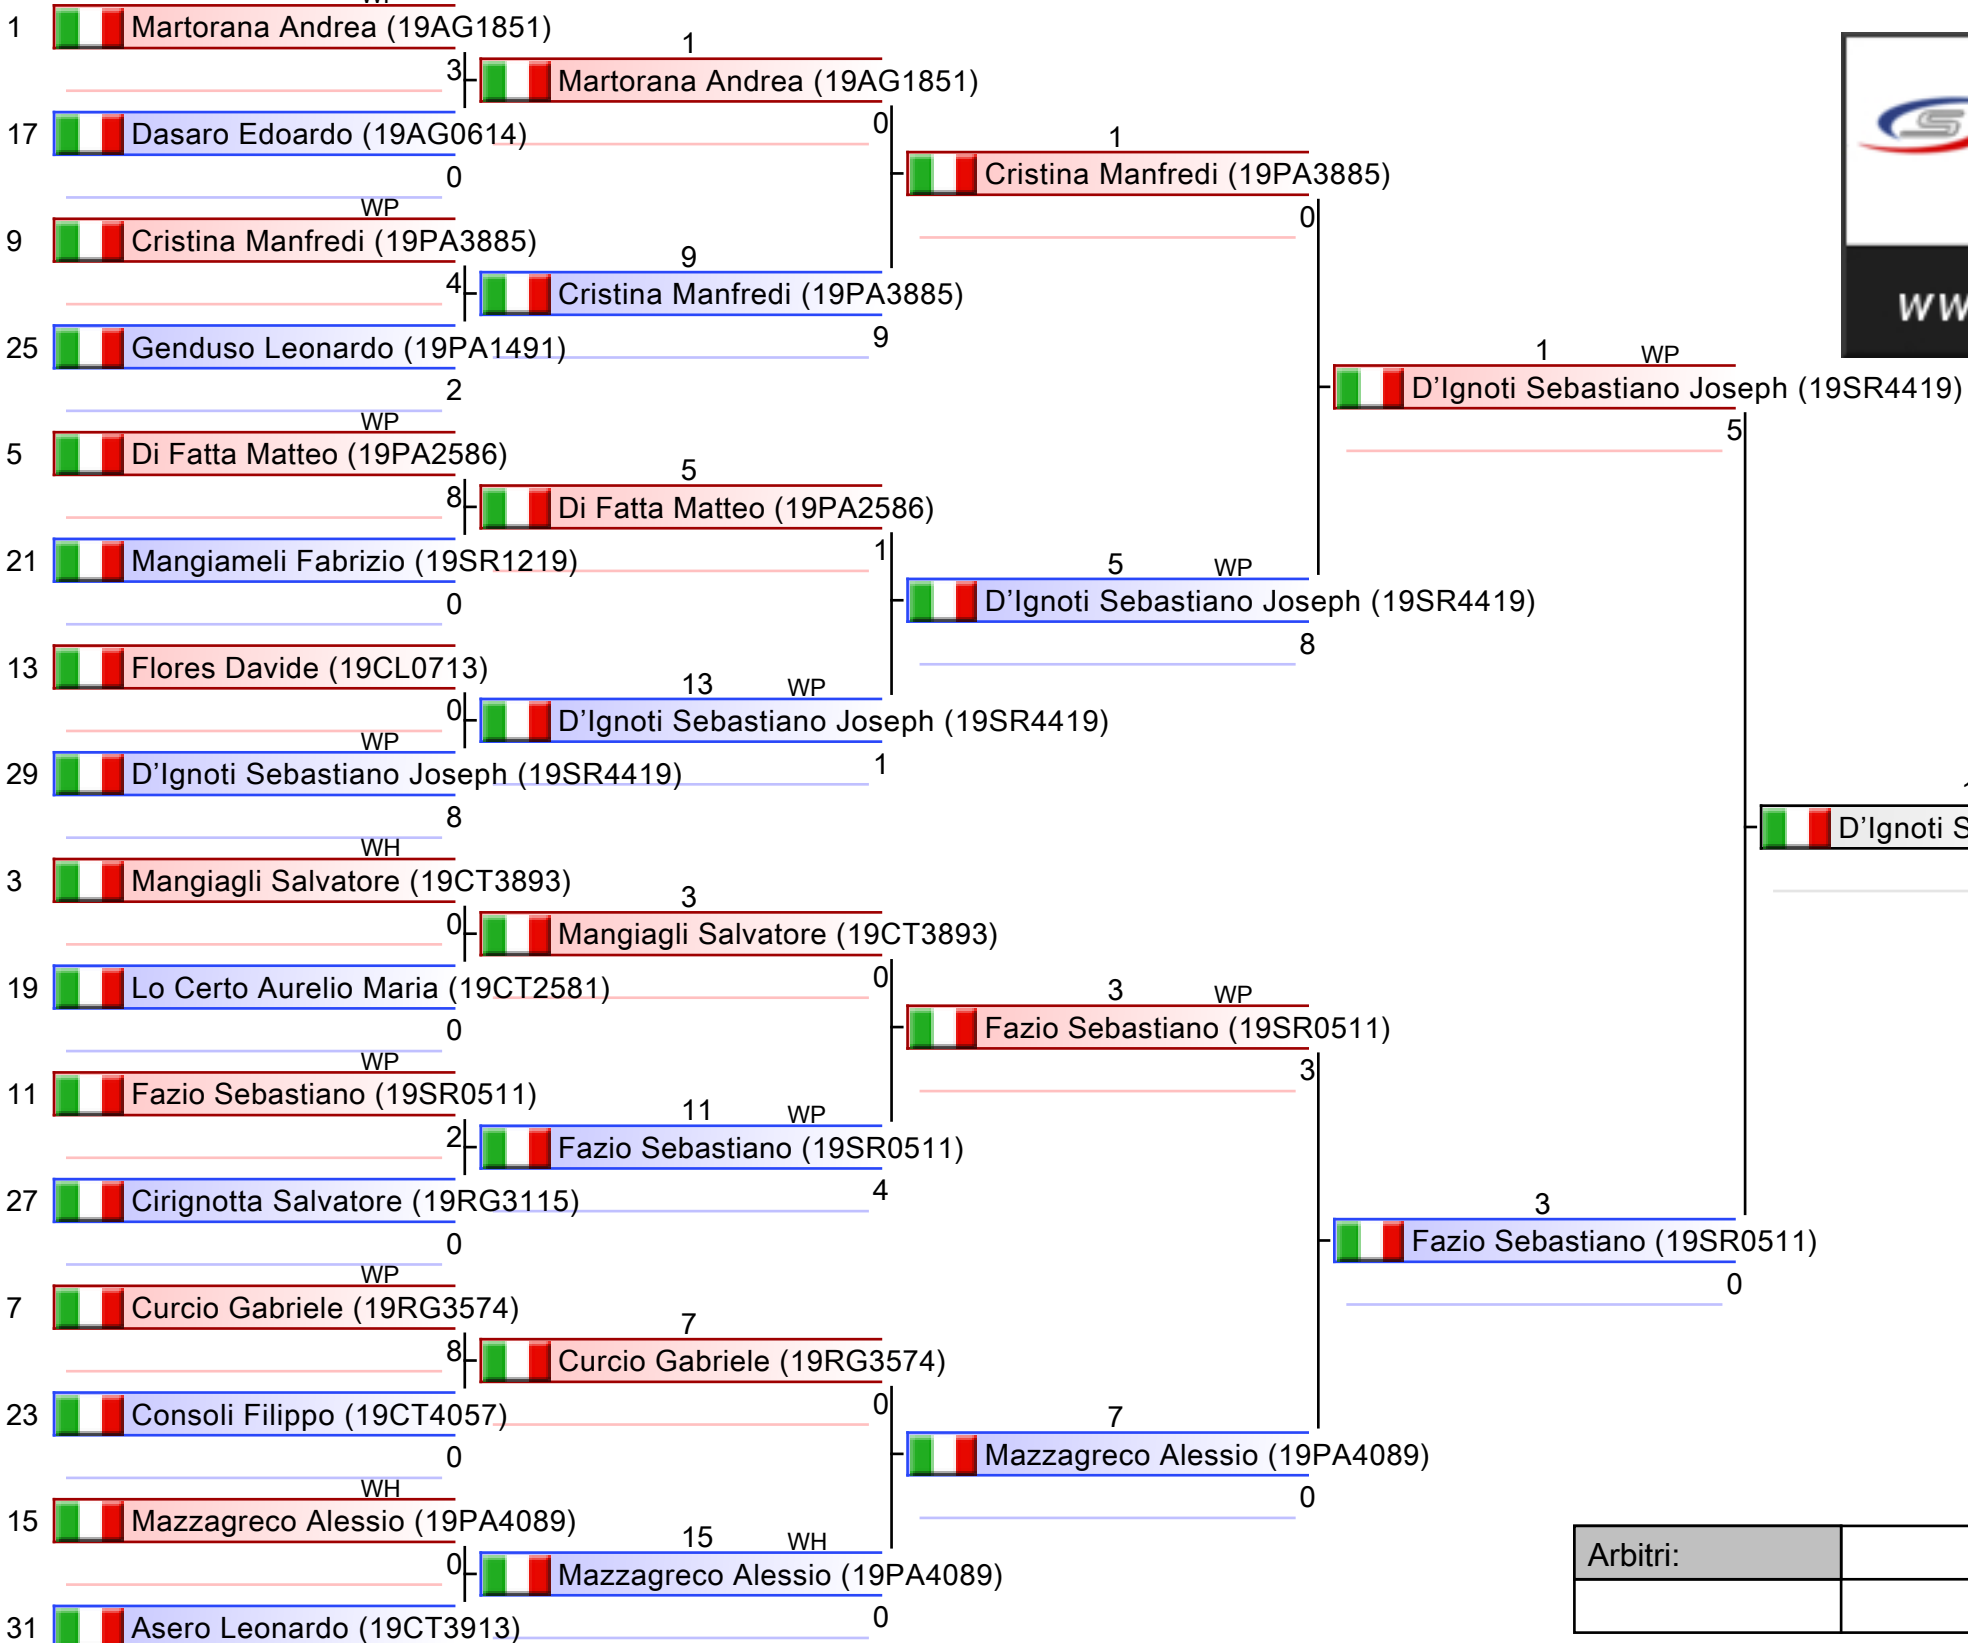 WP
1 Martorana Andrea (19AG1851)
1
3 Martorana Andrea (19AG1851)
17 Dasaro Edoardo (19AG0614)
0
1
0
Cristina Manfredi (19PA3885)
WP
0
9 Cristina Manfredi (19PA3885)
9
4 Cristina Manfredi (19PA3885)
9
25 Genduso Leonardo (19PA1491)
2
1 WP
D’Ignoti Sebastiano Joseph (19SR4419)
5
WP
5 Di Fatta Matteo (19PA2586)
5
8 Di Fatta Matteo (19PA2586)
1
21 Mangiameli Fabrizio (19SR1219)
0
5 WP
D’Ignoti Sebastiano Joseph (19SR4419)
8
13 Flores Davide (19CL0713)
13 WP
0 D’Ignoti Sebastiano Joseph (19SR4419)
1
WP
29 D’Ignoti Sebastiano Joseph (19SR4419)
8
D’Ignoti S
WH
3 Mangiagli Salvatore (19CT3893)
3
0 Mangiagli Salvatore (19CT3893)
0
19 Lo Certo Aurelio Maria (19CT2581)
0
3 WP
Fazio Sebastiano (19SR0511)
3
WP
11 Fazio Sebastiano (19SR0511)
11 WP
2 Fazio Sebastiano (19SR0511)
4
27 Cirignotta Salvatore (19RG3115)
0
3
Fazio Sebastiano (19SR0511)
0
WP
7 Curcio Gabriele (19RG3574)
7
8 Curcio Gabriele (19RG3574)
0
23 Consoli Filippo (19CT4057)
0
7
Mazzagreco Alessio (19PA4089)
0
WH
15 Mazzagreco Alessio (19PA4089)
15 WH
0 Mazzagreco Alessio (19PA4089)
0
31 Asero Leonardo (19CT3913)
Arbitri: